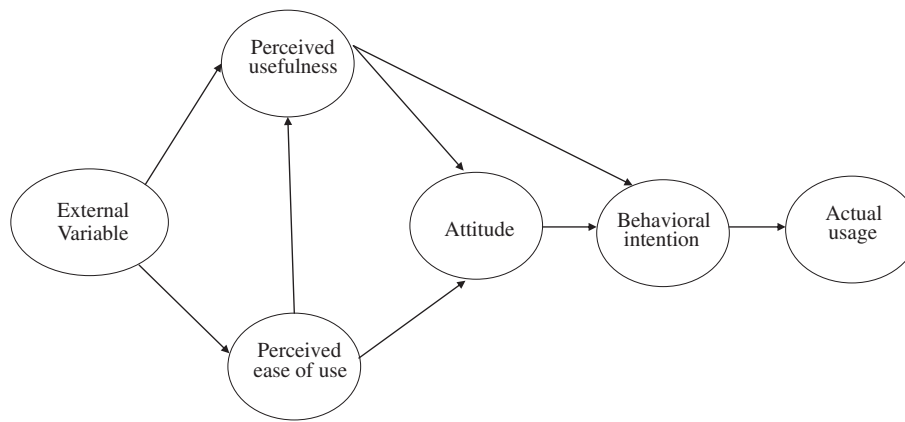 Perceived
usefulness
External
Variable
Attitude
Behavioral
intention
Actual
usage
Perceived
ease of use